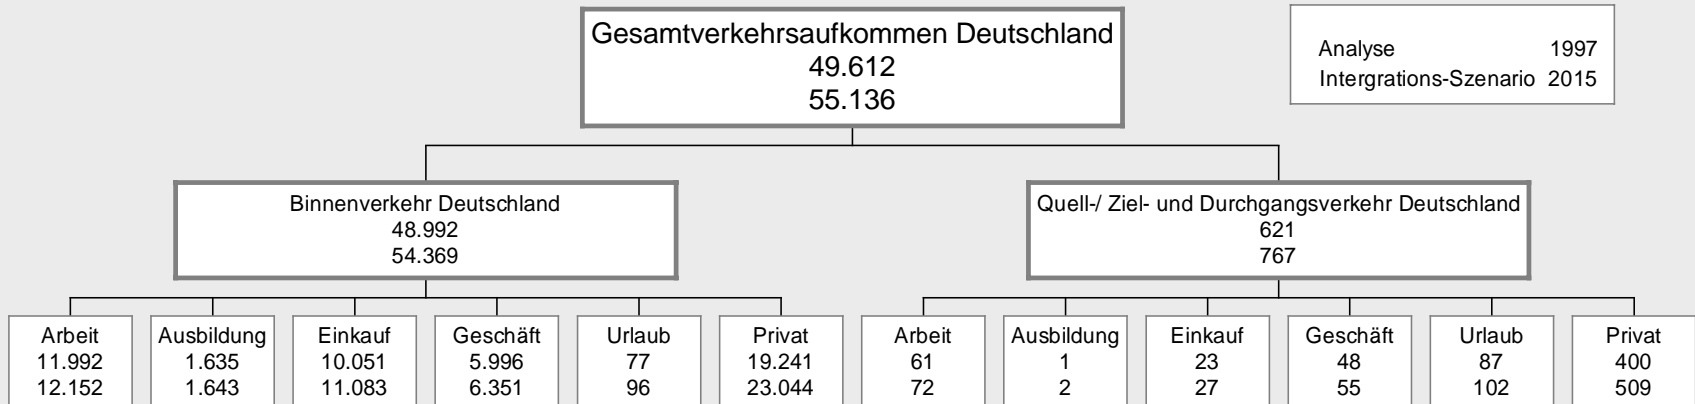 Gesamtverkehrsaufkommen Deutschland
49.612
55.136
Analyse 1997
Intergrations-Szenario 2015
Binnenverkehr Deutschland
48.992
54.369
Quell-/ Ziel- und Durchgangsverkehr Deutschland
621
767
Arbeit
11.992
12.152
Ausbildung
1.635
1.643
Einkauf
10.051
11.083
Geschäft
5.996
6.351
Urlaub
77
96
Privat
19.241
23.044
Arbeit
61
72
Ausbildung
1
2
Einkauf
23
27
Geschäft
48
55
Urlaub
87
102
Privat
400
509